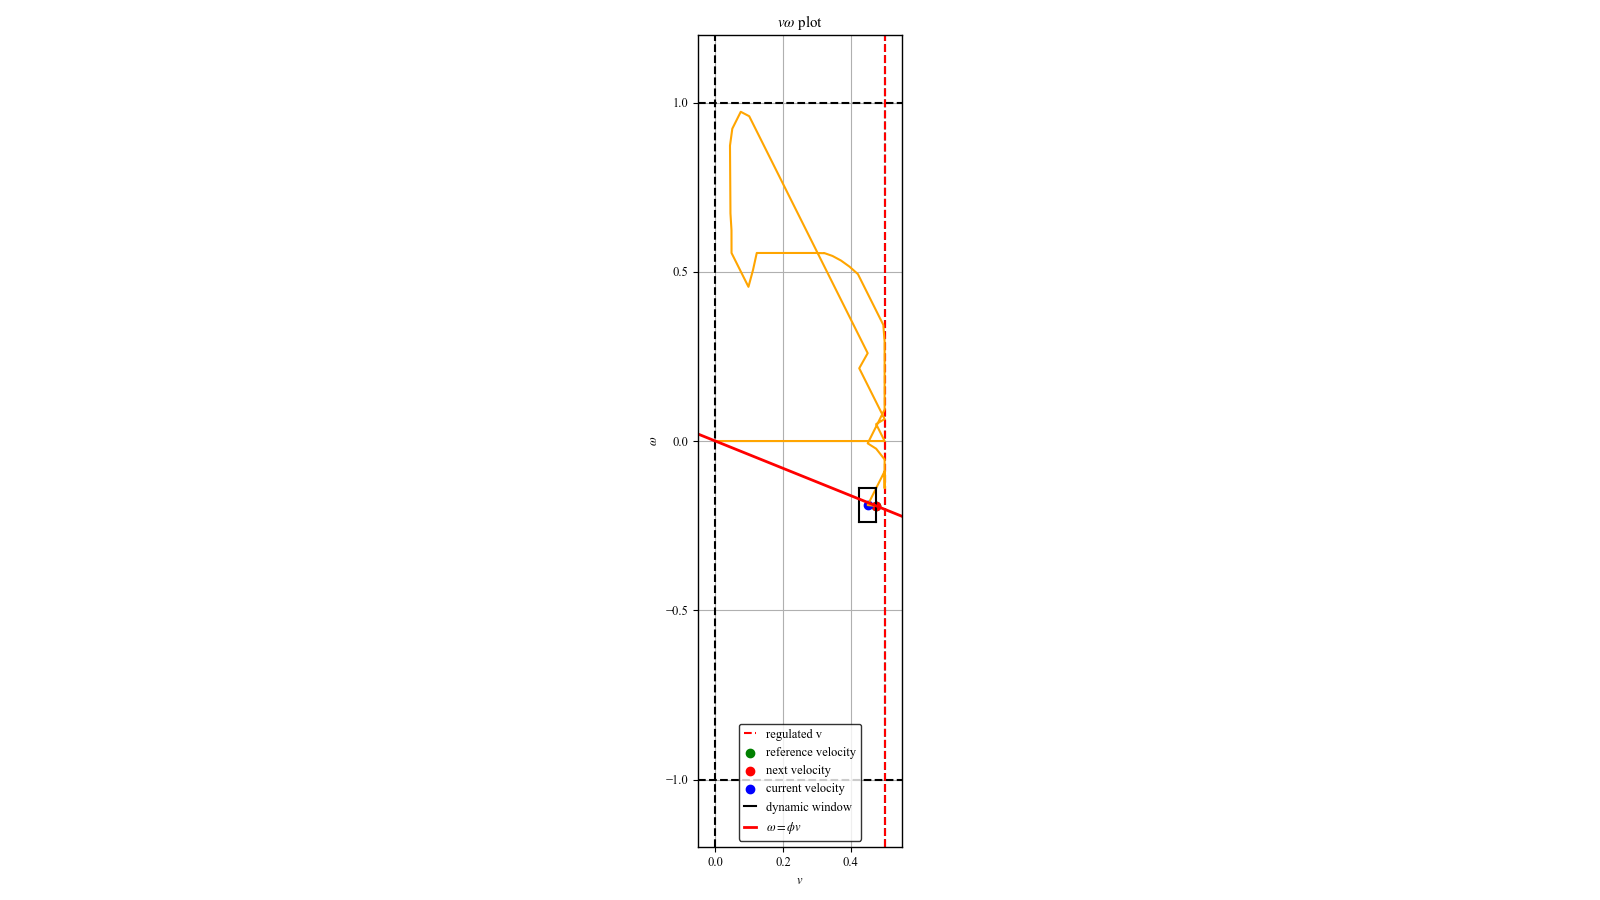 vω plot
1.0
0.5
0.0
ω
−0.5
−1.0
regulated v
reference velocity
next velocity
current velocity
dynamic window
ω = ϕv
0.0 0.2 0.4
v